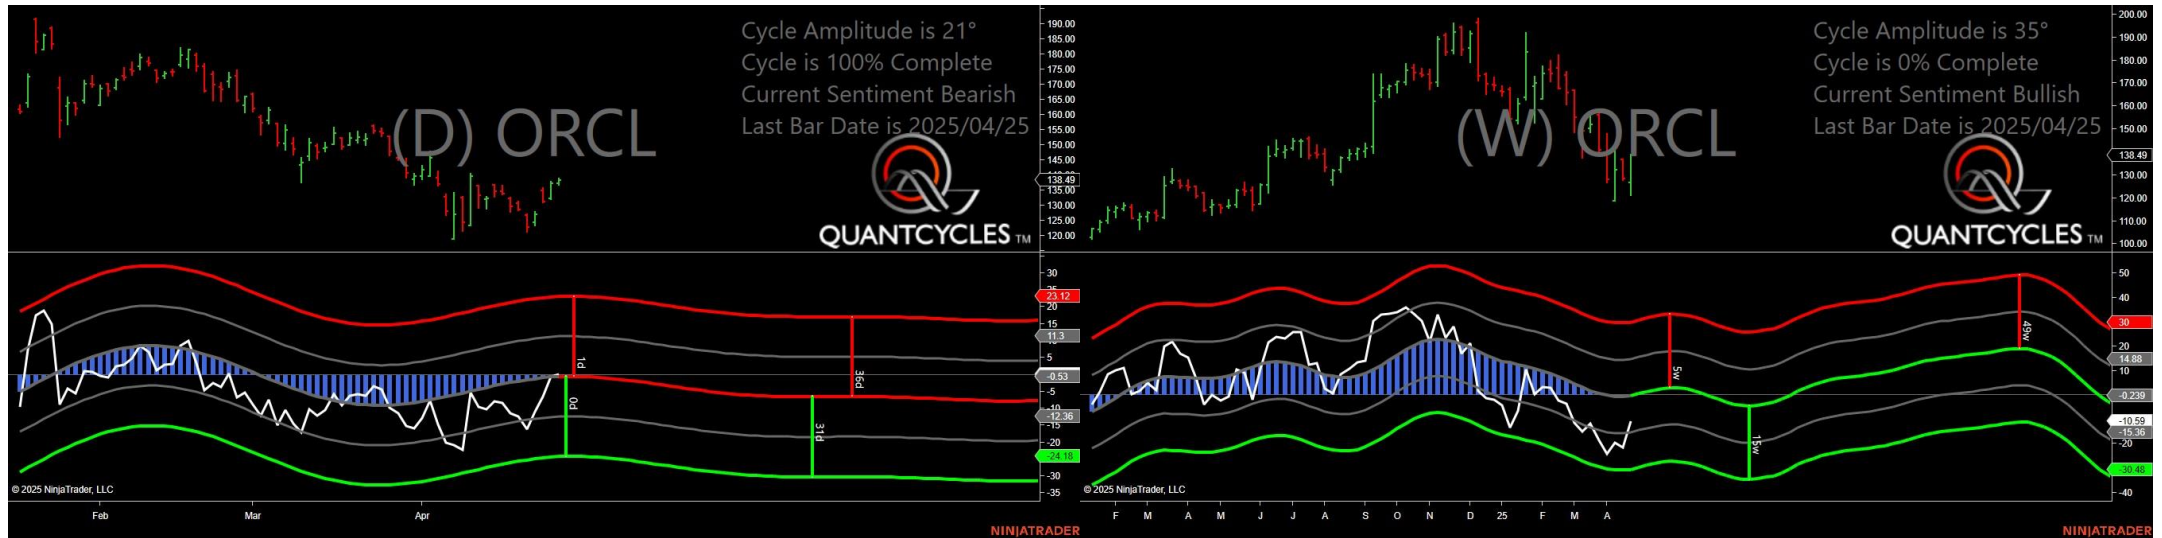 Cycle Amplitude is 21°
Cycle is 100% Complete
Current Sentiment Bearish
Last Bar Date is 2025/04/25
(D) ORCL
QUANTCYCLES TM
190.00
185.00
180.00
175.00
170.00
165.00
160.00
155.00
150.00
145.00
138.49
135.00
130.00
125.00
120.00
1d
0d
36d
31d
30
23.12
20
15
11.3
5
-0.53
-5
-10
-12.36
-15
-20
-24.18
-30
-35
© 2025 NinjaTrader, LLC
Feb
Mar
Apr
NINJATRADER
Cycle Amplitude is 35°
Cycle is 0% Complete
Current Sentiment Bullish
Last Bar Date is 2025/04/25
(W) ORCL
QUANTCYCLES TM
200.00
190.00
180.00
170.00
160.00
150.00
138.49
130.00
120.00
110.00
100.00
5w
15w
49w
50
40
30
20
14.88
10
-0.239
-10.59
-15.36
-20
-30.48
-40
© 2025 NinjaTrader, LLC
F M A M J J A S O N D 25 F M A
NINJATRADER